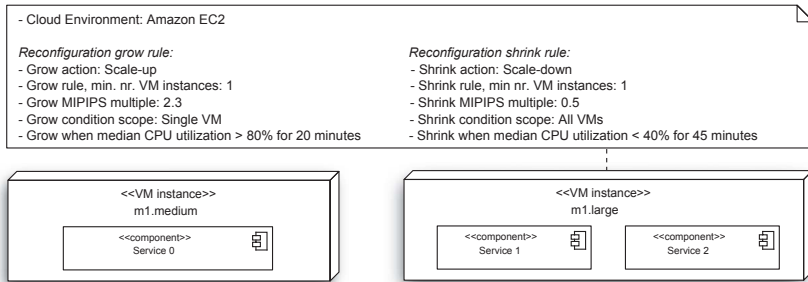 - Cloud Environment: Amazon EC2
Reconfiguration grow rule:
- Grow action: Scale-up
- Grow rule, min. nr. VM instances: 1
- Grow MIPIPS multiple: 2.3
- Grow condition scope: Single VM
- Grow when median CPU utilization > 80% for 20 minutes
Reconfiguration shrink rule:
- Shrink action: Scale-down
- Shrink rule, min nr. VM instances: 1
- Shrink MIPIPS multiple: 0.5
- Shrink condition scope: All VMs
- Shrink when median CPU utilization < 40% for 45 minutes
<<VM instance>>
m1.medium
<<component>>
Service 0
<<VM instance>>
m1.large
<<component>>
Service 1
<<component>>
Service 2